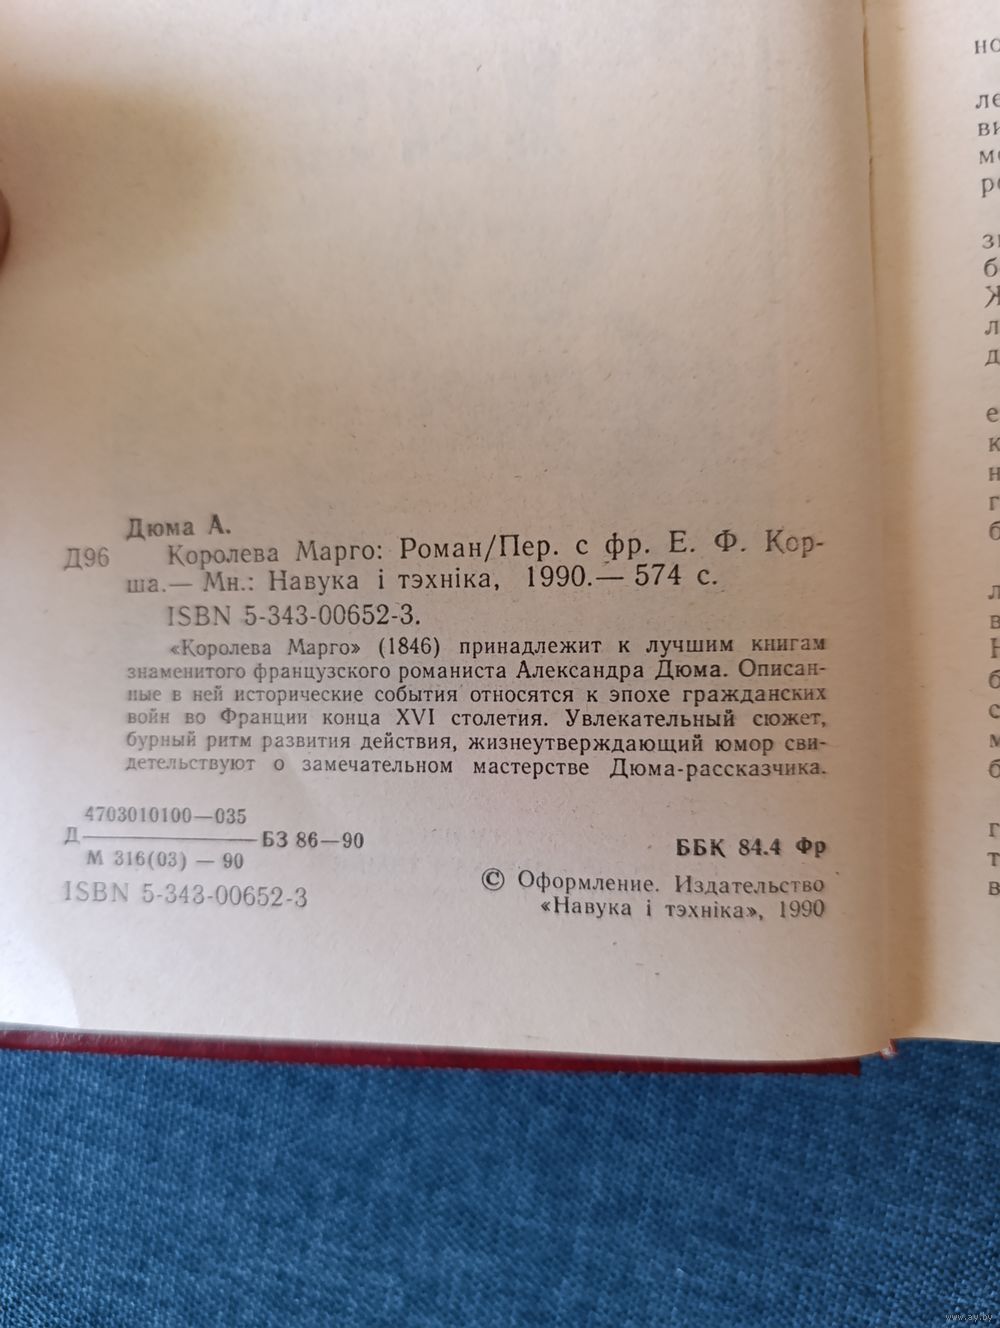 Дюма А.
Д96 Королева Марго: Роман/Пер. с фр. Е. Ф. Кор-
ша.— Мн.: Навука і тэхніка, 1990.— 574 с.
ISBN 5-343-00652-3.
«Королева Марго» (1846) принадлежит к лучшим книгам
знаменитого французского романиста Александра Дюма. Описан-
ные в ней исторические события относятся к эпохе гражданских
войн во Франции конца XVI столетия. Увлекательный сюжет,
бурный ритм развития действия, жизнеутверждающий юмор сви-
детельствуют о замечательном мастерстве Дюма-рассказчика.
4703010100—035
Д БЗ 86—90
М 316(03) — 90
ISBN 5-343-00652-3
ББК 84.4 Фр
© Оформление. Издательство
«Навука і тэхніка», 1990
www.ay.by